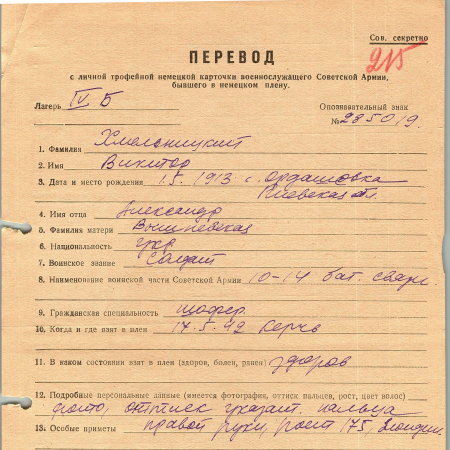 Сов. секретно
215
ПЕРЕВОД
с личной трофейной немецкой карточки военнослужащего Советской Армии,
бывшего в немецком плену.
Лагерь IV Б
Опознавательный знак
№ 285019.
1. Фамилия Хмельницкий
2. Имя Виктор
3. Дата и место рождения 1.5.1913 с. Ордашовка
Киевская обл.
4. Имя отца Александр
5. Фамилия матери Вышневская
6. Национальность укр
7. Воинское звание Солдат
8. Наименование воинской части Советской Армии 10-14 бат. связи
9. Гражданская специальность шофер.
10. Когда и где взят в плен 17.5.42 Керчь
11. В каком состоянии взят в плен (здоров, болен, ранен) здоров
12. Подробные персональные данные (имеется фотография, оттиск пальцев, рост, цвет волос)
фото, оттиск указат. пальца
13. Особые приметы правой руки, рост 175,